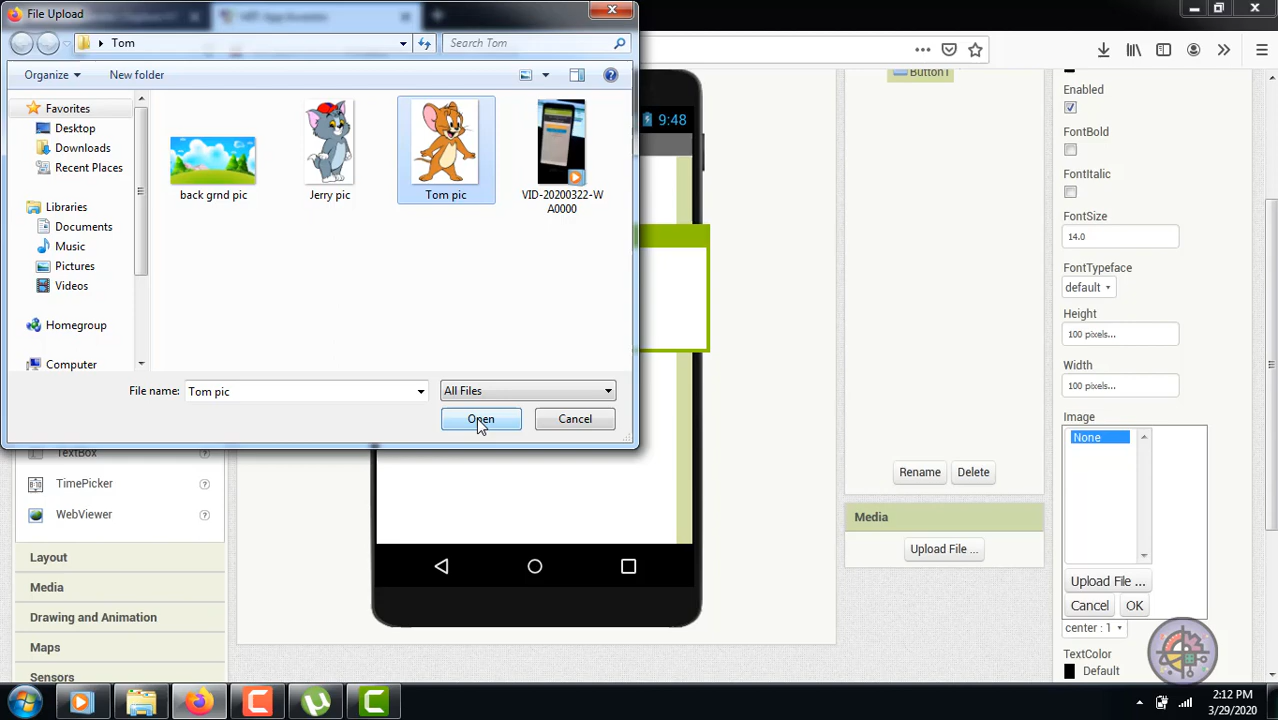 File Upload
Tom
Search Tom
Organize
New folder
Favorites
Desktop
Downloads
Recent Places
Libraries
Documents
Music
Pictures
Videos
Homegroup
Computer
back grnd pic
Jerry pic
Tom pic
VID-20200322-W
A0000
File name:
Tom pic
All Files
Open
Cancel
9:48
TextBox
TimePicker
WebViewer
Layout
Media
Drawing and Animation
Maps
Sensors
Button1
Rename
Delete
Media
Upload File ...
Enabled
FontBold
FontItalic
FontSize
14.0
FontTypeface
default
Height
100 pixels...
Width
100 pixels...
Image
None
Upload File ...
Cancel
OK
center : 1
TextColor
Default
2:12 PM
3/29/2020